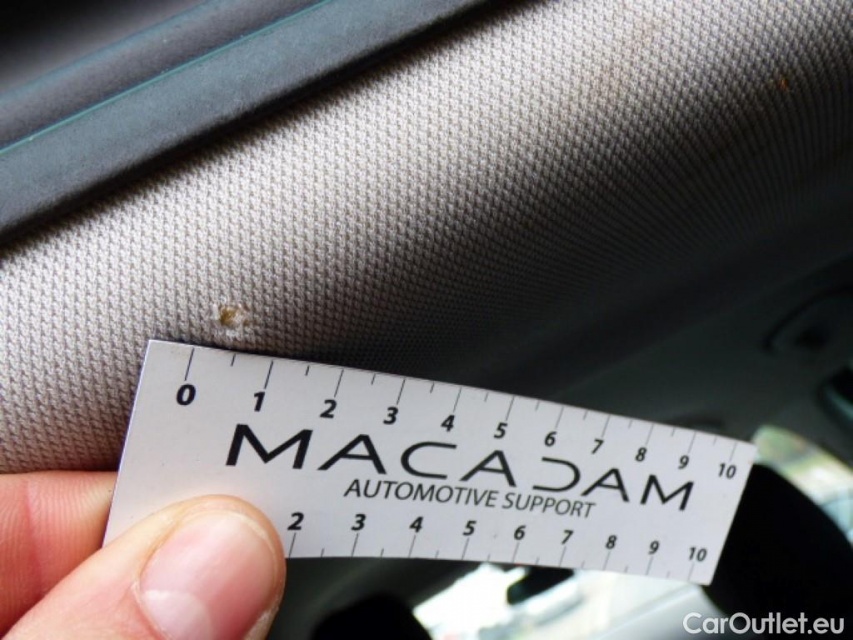 0 1 2 3 4 5 6 7 8 9 10
MACADAM
AUTOMOTIVE SUPPORT
2 3 4 5 6 7 8 9 10
CarOutlet.eu